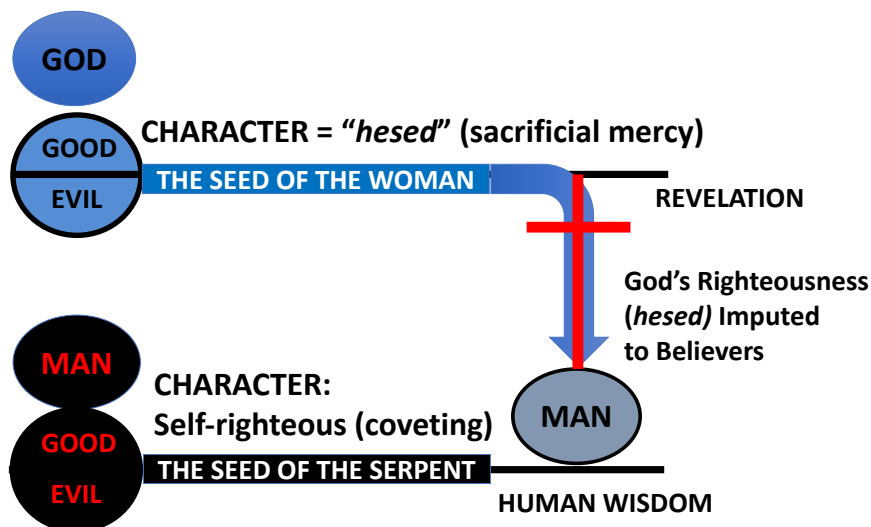 GOD
CHARACTER = “hesed” (sacrificial mercy)
GOOD
THE SEED OF THE WOMAN
EVIL
REVELATION
God’s Righteousness
(hesed) Imputed
to Believers
MAN
CHARACTER:
Self-righteous (coveting)
MAN
GOOD
THE SEED OF THE SERPENT
EVIL
HUMAN WISDOM